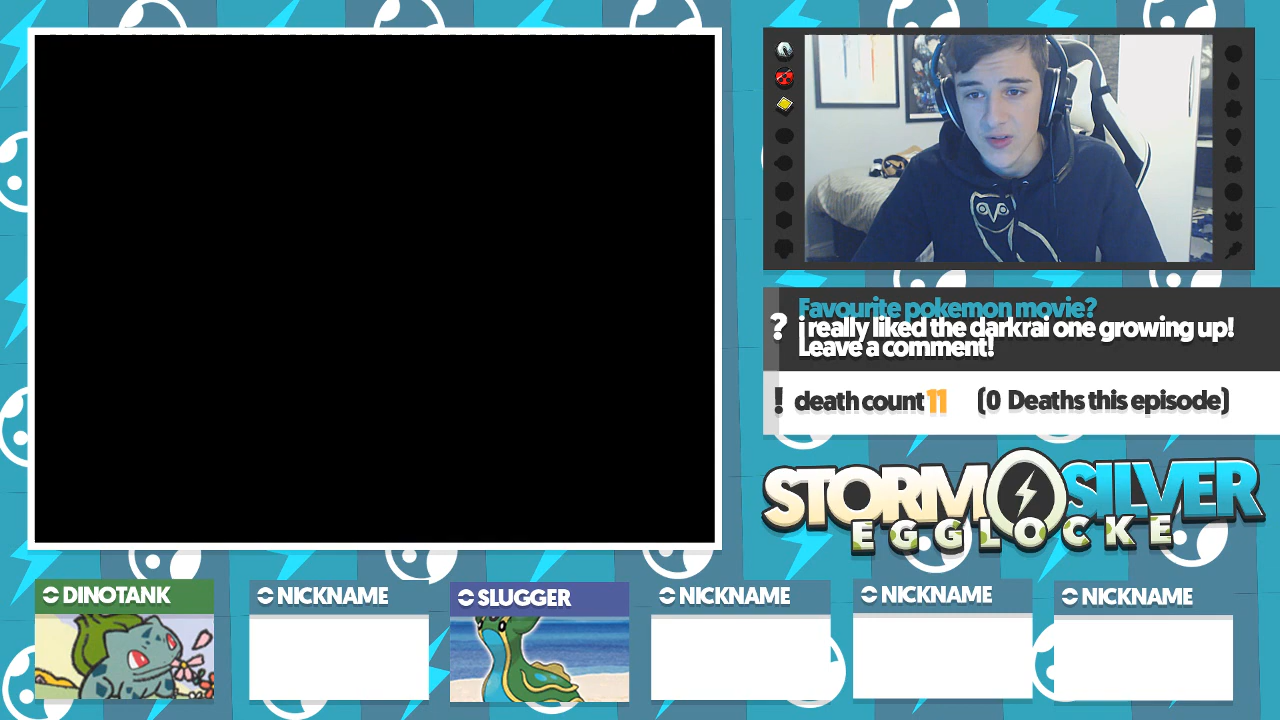 Favourite pokemon movie?
? i really liked the darkrai one growing up!
Leave a comment!
! death count 11 (0 Deaths this episode)
STORM SILVER
EGGLOCKE
DINOTANK
NICKNAME
SLUGGER
NICKNAME
NICKNAME
NICKNAME